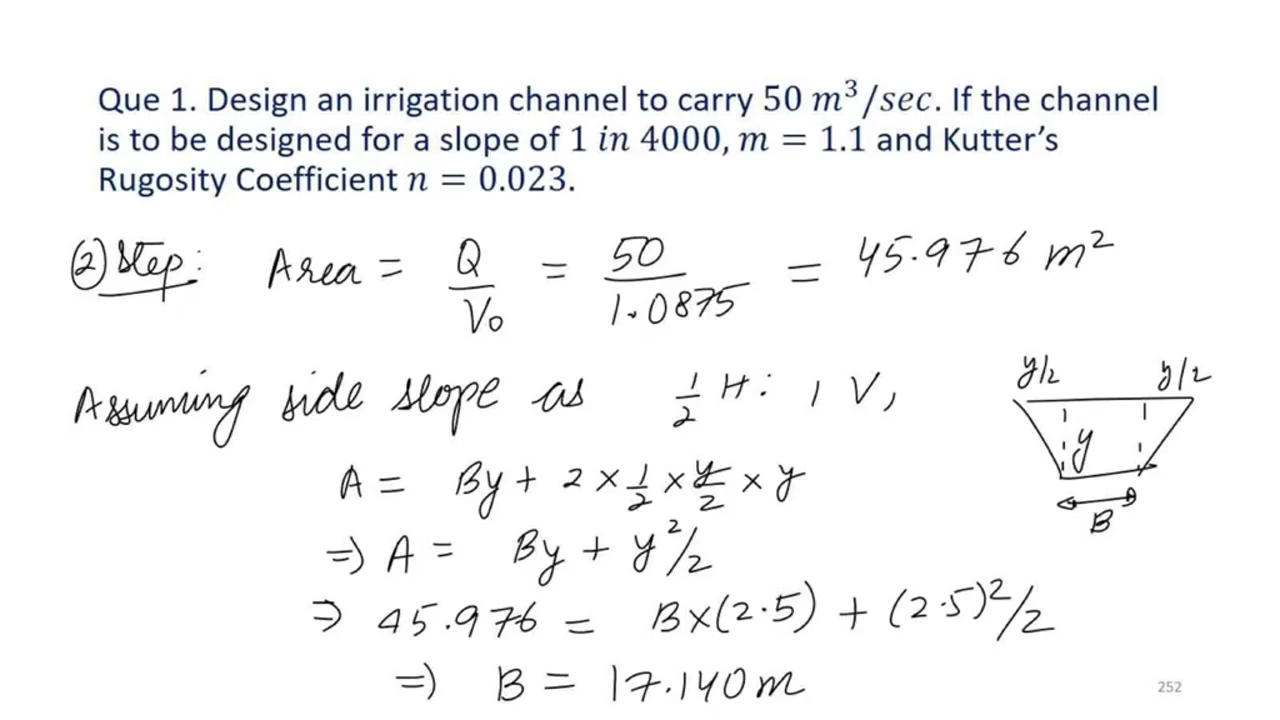 Que 1. Design an irrigation channel to carry 50 m³/sec. If the channel
is to be designed for a slope of 1 in 4000, m = 1.1 and Kutter's
Rugosity Coefficient n = 0.023.
② Step: Area = Q/V₀ = 50/1.0875 = 45.976 m²
Assuming side slope as 1/2 H : 1 V,
y/2 y/2
y
B
A = By + 2 × 1/2 × y/2 × y
⇒ A = By + y²/2
⇒ 45.976 = B×(2.5) + (2.5)²/2
⇒ B = 17.140m
252